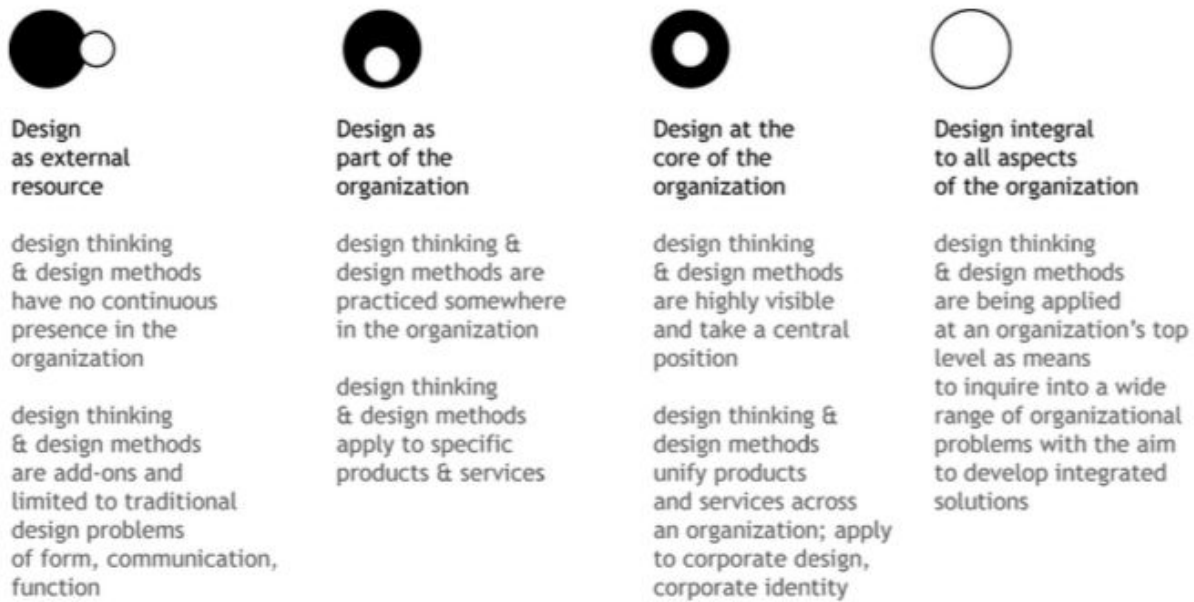 Design
as external
resource
design thinking
& design methods
have no continuous
presence in the
organization
design thinking
& design methods
are add-ons and
limited to traditional
design problems
of form, communication,
function
Design as
part of the
organization
design thinking &
design methods are
practiced somewhere
in the organization
design thinking
& design methods
apply to specific
products & services
Design at the
core of the
organization
design thinking
& design methods
are highly visible
and take a central
position
design thinking &
design methods
unify products
and services across
an organization; apply
to corporate design,
corporate identity
Design integral
to all aspects
of the organization
design thinking
& design methods
are being applied
at an organization's top
level as means
to inquire into a wide
range of organizational
problems with the aim
to develop integrated
solutions